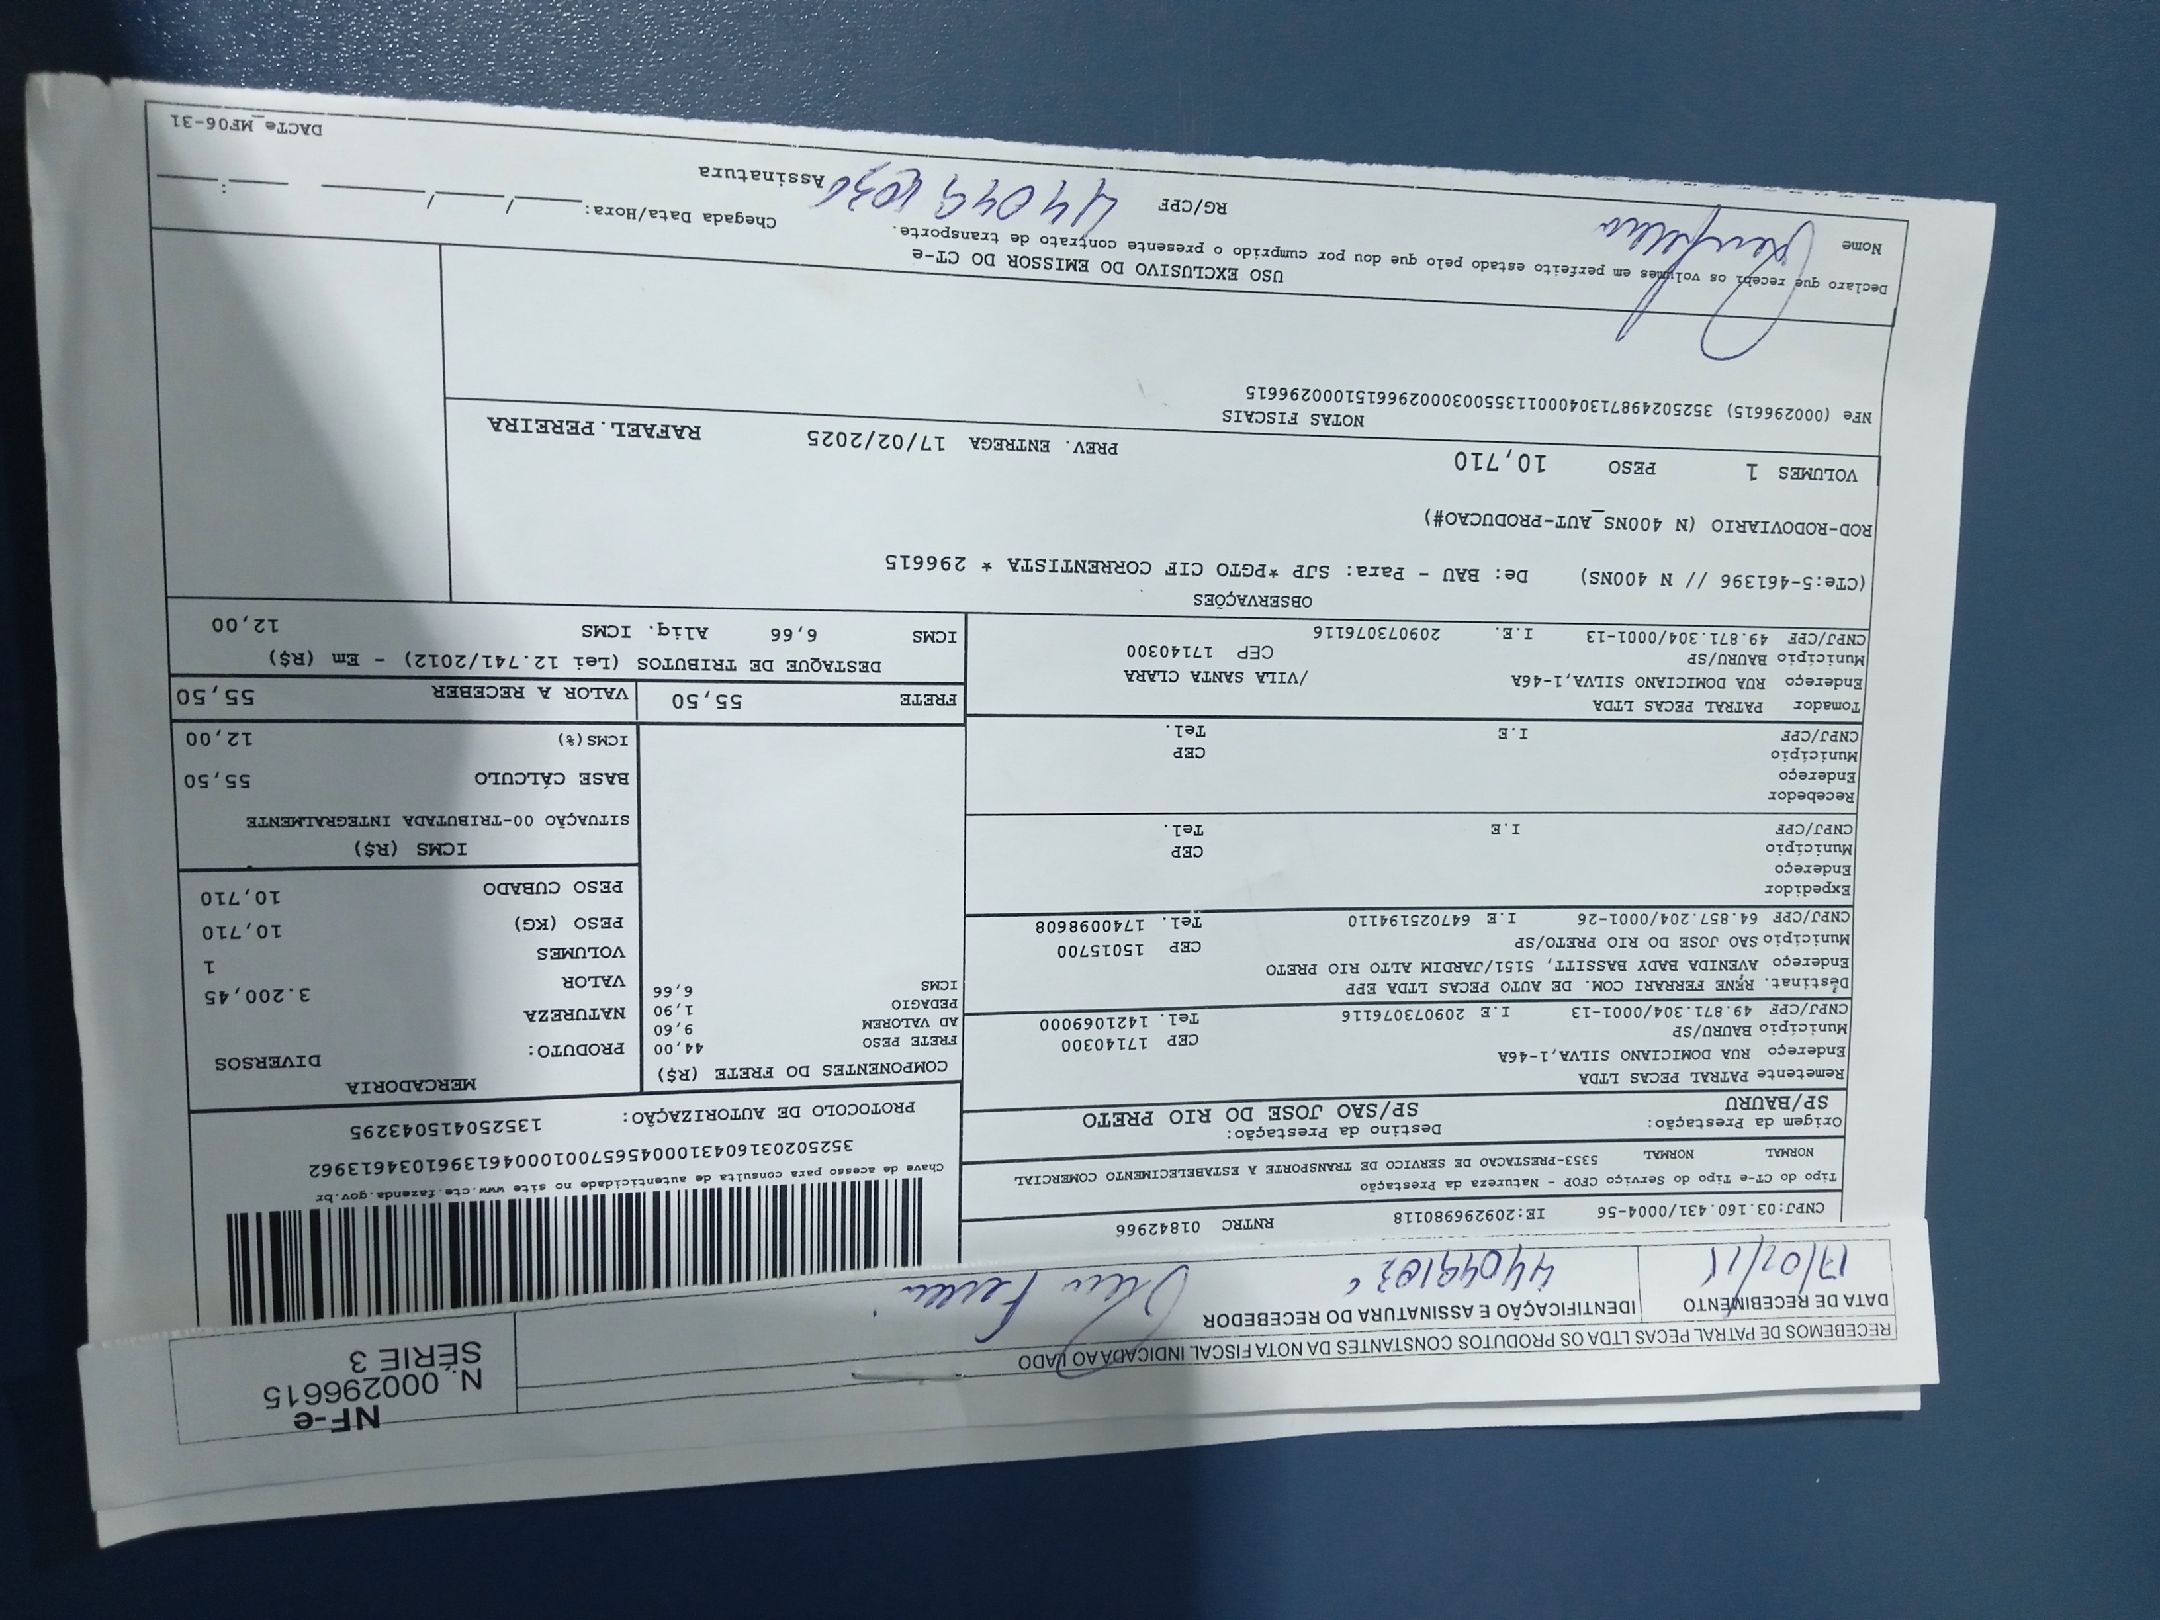 RECEBEMOS DE PATRAL PECAS LTDA OS PRODUTOS CONSTANTES DA NOTA FISCAL INDICADA AO LADO
DATA DE RECEBIMENTO
IDENTIFICAÇÃO E ASSINATURA DO RECEBEDOR
NF-e
N. 000296615
SÉRIE 3
CNPJ:03.160.431/0004-56 IE:209296980118 RNTRC 01842966
Tipo do CT-e Tipo do Serviço CFOP - Natureza da Prestação
NORMAL NORMAL 5353-PRESTACAO DE SERVICO DE TRANSPORTE A ESTABELECIMENTO COMERCIAL
Origem da Prestação: Destino da Prestação:
SP/BAURU SP/SAO JOSE DO RIO PRETO
Chave de acesso para consulta de autenticidade no site www.cte.fazenda.gov.br
35250203160431000456570010004613961034613962
PROTOCOLO DE AUTORIZAÇÃO: 135250415043295
Remetente PATRAL PECAS LTDA
Endereço RUA DOMICIANO SILVA,1-46A
Município BAURU/SP CEP 17140300
CNPJ/CPF 49.871.304/0001-13 I.E 209073076116 Tel. 1421069000
Destinat. RENE FERRARI COM. DE AUTO PECAS LTDA EPP
Endereço AVENIDA BADY BASSITT, 5151/JARDIM ALTO RIO PRETO
Município SAO JOSE DO RIO PRETO/SP CEP 15015700
CNPJ/CPF 64.857.204/0001-26 I.E 647025194110 Tel. 1740098608
Expedidor
Endereço
Município CEP
CNPJ/CPF I.E Tel.
Recebedor
Endereço
Município CEP
CNPJ/CPF I.E Tel.
Tomador PATRAL PECAS LTDA
Endereço RUA DOMICIANO SILVA,1-46A /VILA SANTA CLARA
Município BAURU/SP CEP 17140300
CNPJ/CPF 49.871.304/0001-13 I.E. 209073076116
COMPONENTES DO FRETE (R$)
FRETE PESO 44,00
AD VALOREM 9,60
PEDAGIO 1,90
ICMS 6,66
MERCADORIA
PRODUTO: DIVERSOS
NATUREZA
VALOR 3.200,45
VOLUMES 1
PESO (KG) 10,710
PESO CUBADO 10,710
ICMS (R$)
SITUAÇÃO 00-TRIBUTADA INTEGRALMENTE
BASE CÁLCULO 55,50
ICMS(%) 12,00
FRETE 55,50 VALOR A RECEBER 55,50
DESTAQUE DE TRIBUTOS (Lei 12.741/2012) - Em (R$)
ICMS 6,66 Aliq. ICMS 12,00
OBSERVAÇÕES
(CTe:5-461396 // N 400NS) De: BAU - Para: SJP *PGTO CIF CORRENTISTA * 296615
ROD-RODOVIARIO (N 400NS_AUT-PRODUCAO#)
VOLUMES 1 PESO 10,710 PREV. ENTREGA 17/02/2025 RAFAEL.PEREIRA
NOTAS FISCAIS
NFe (000296615) 35250249871304000113550030002966151000296615
USO EXCLUSIVO DO EMISSOR DO CT-e
Declaro que recebi os volumes em perfeito estado pelo que dou por cumprido o presente contrato de transporte.
Chegada Data/Hora: ___/___/___ ___:___
Nome RG/CPF Assinatura
DACTe_MF06-31